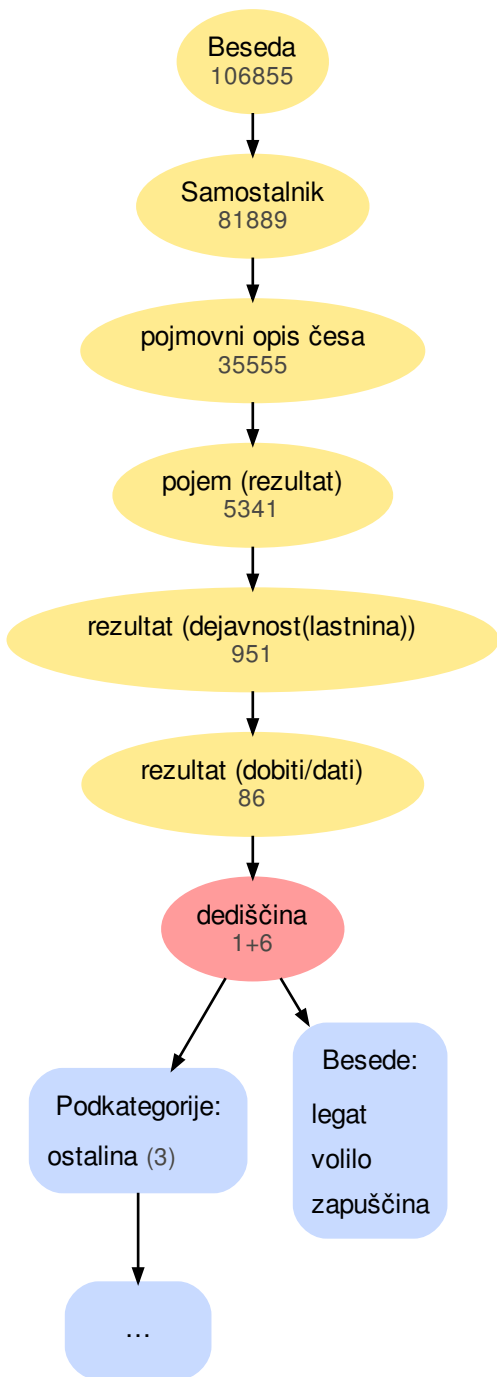 Beseda
106855
Samostalnik
81889
pojmovni opis česa
35555
pojem (rezultat)
5341
rezultat (dejavnost(lastnina))
951
rezultat (dobiti/dati)
86
dediščina
1+6
Podkategorije:
ostalina (3)
Besede:
legat
volilo
zapuščina
...